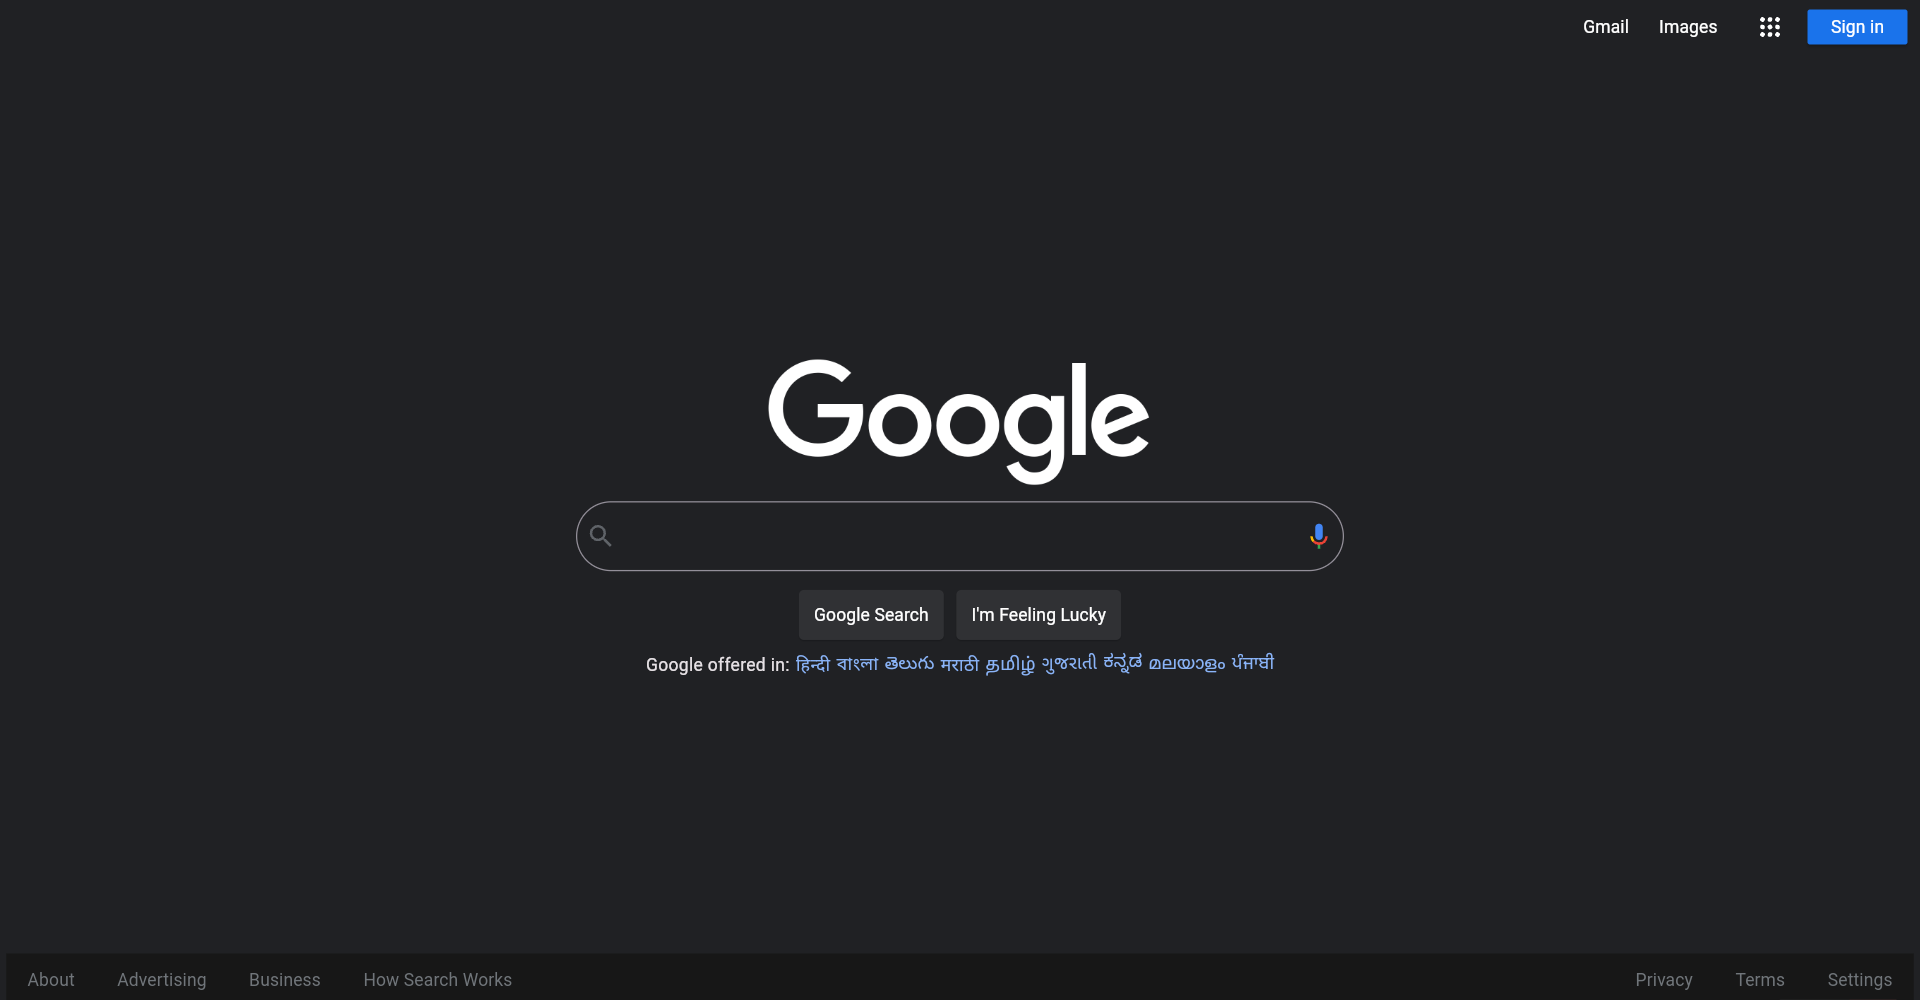 Gmail Images Sign in
Google
Google Search I'm Feeling Lucky
Google offered in: हिन्दी বাংলা తెలుగు मराठी தமிழ் ગુજરાતી ಕನ್ನಡ മലയാളം ਪੰਜਾਬੀ
About Advertising Business How Search Works Privacy Terms Settings